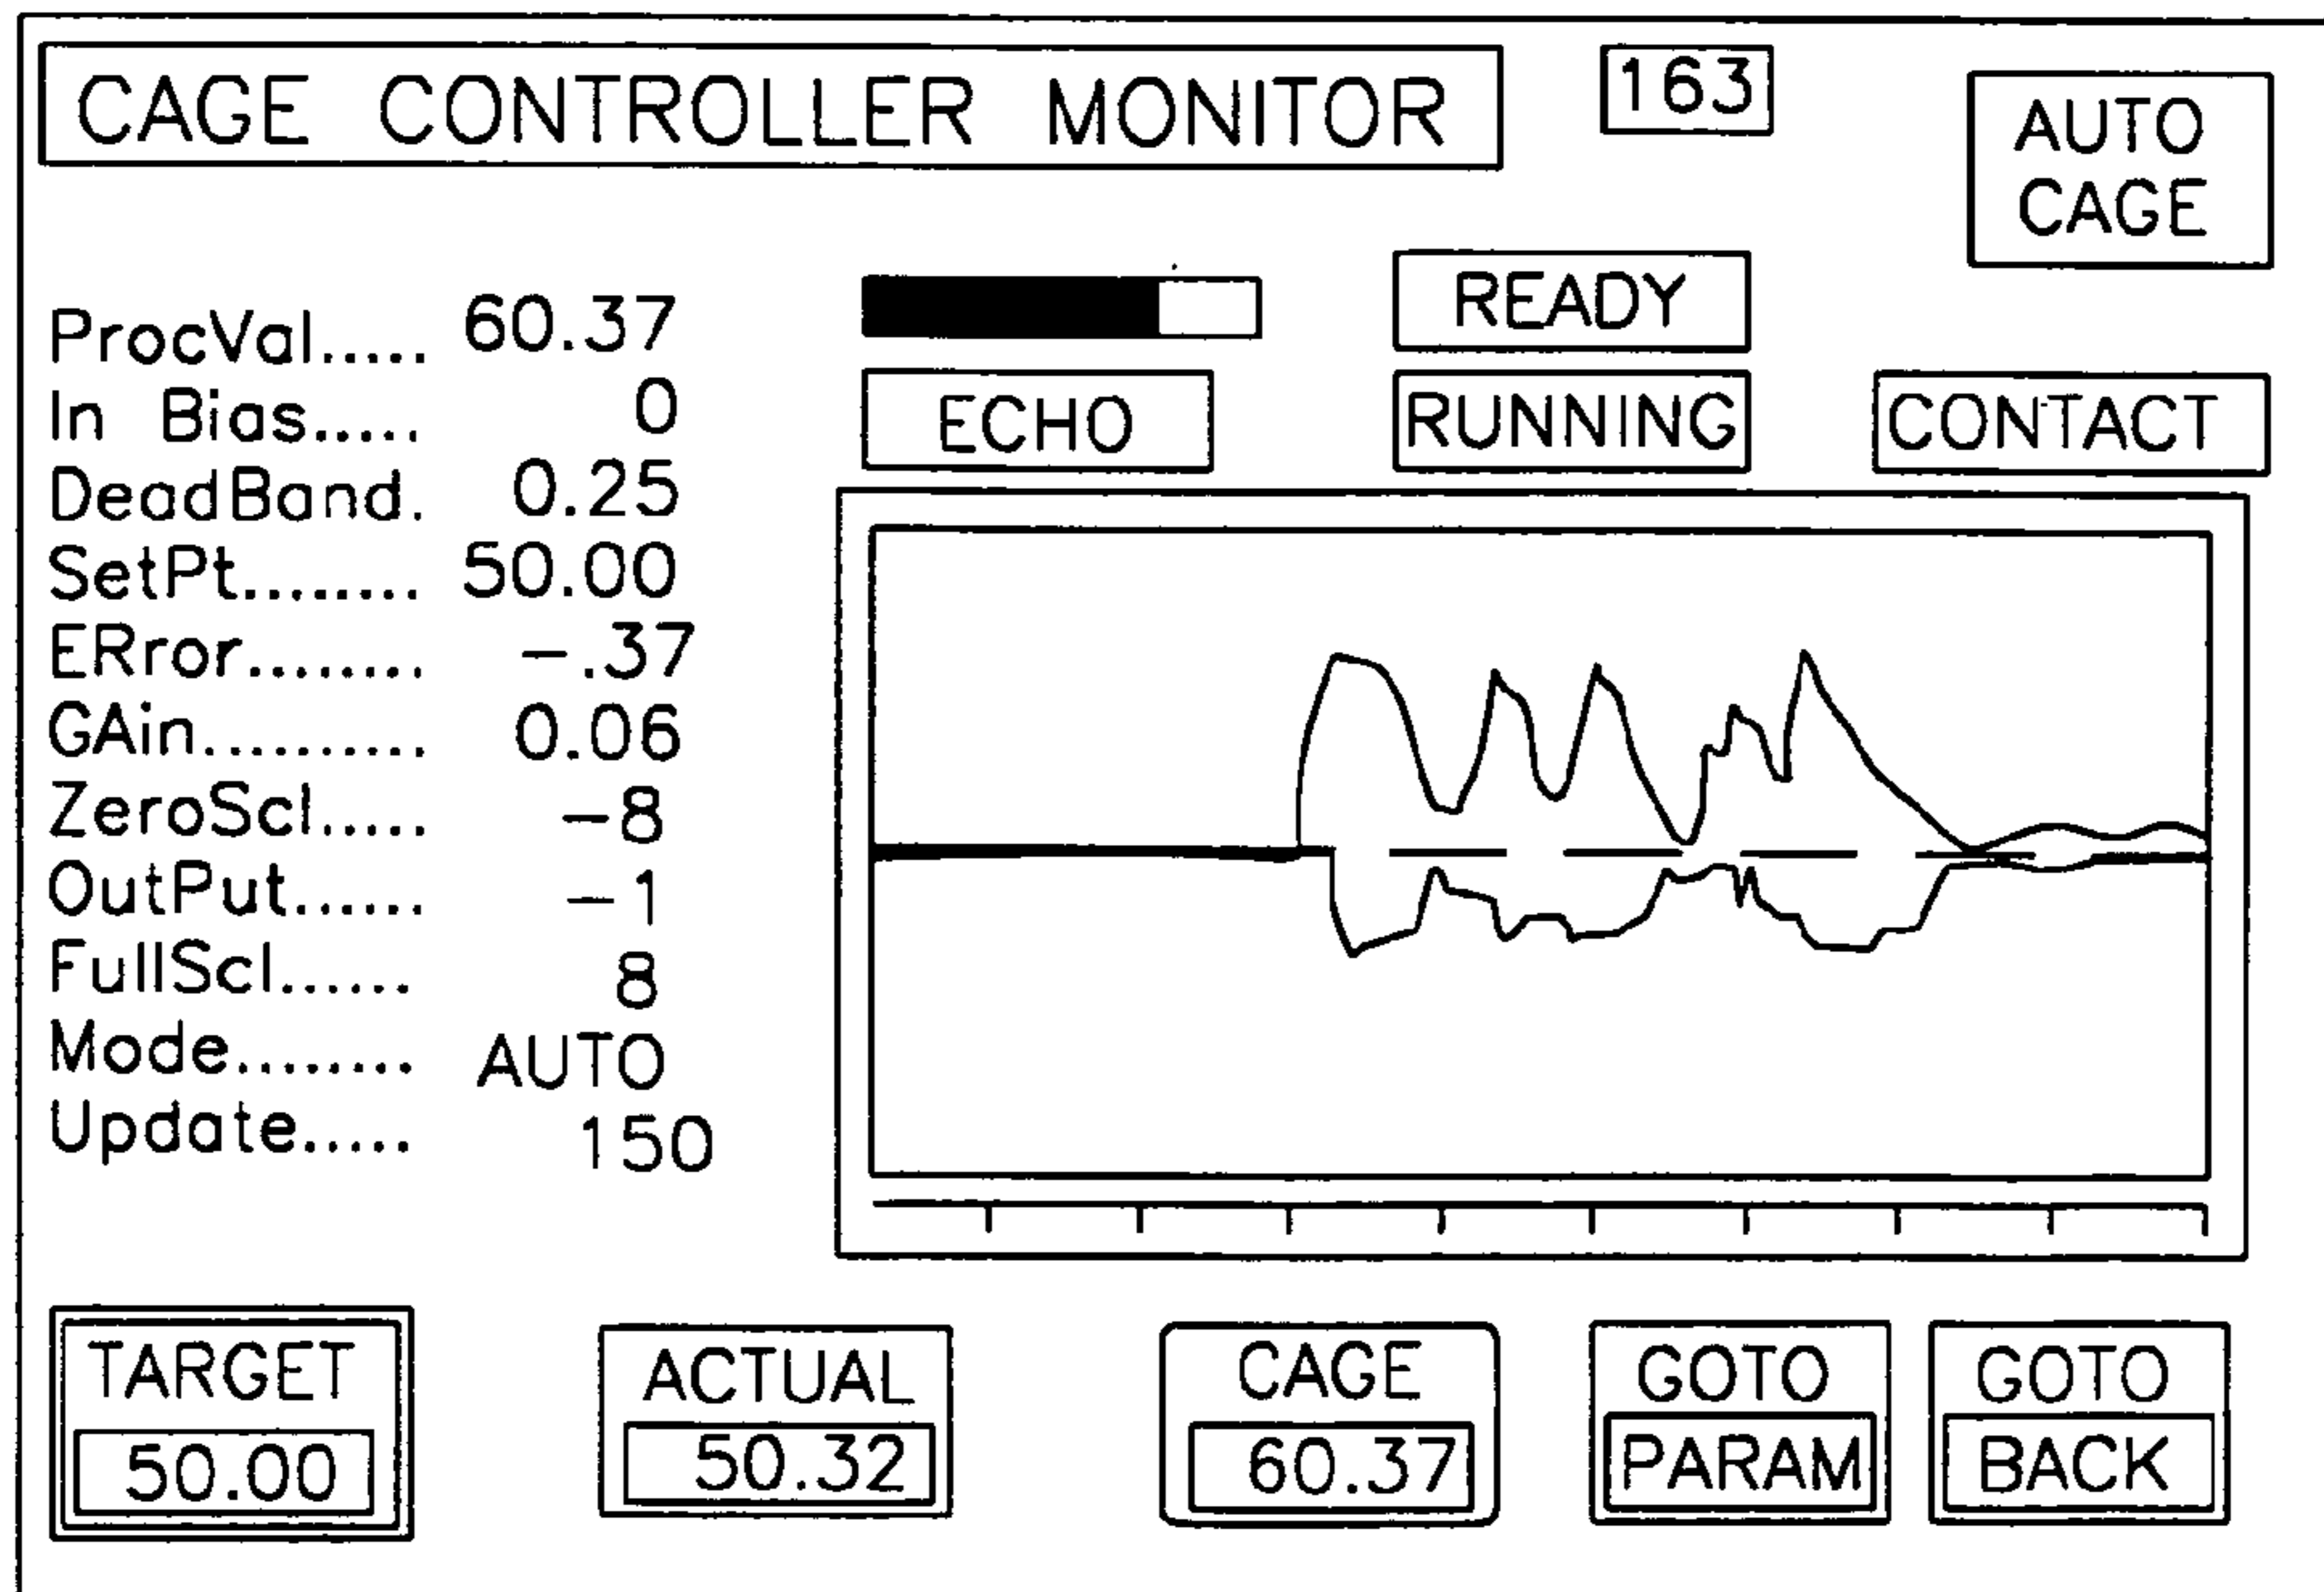 CAGE CONTROLLER MONITOR
163
AUTO
CAGE
READY
ECHO
RUNNING
CONTACT
ProcVal..... 60.37
In Bias..... 0
DeadBand. 0.25
SetPt........ 50.00
ERror........ -.37
GAin.......... 0.06
ZeroScl..... -8
OutPut...... -1
FullScl...... 8
Mode........ AUTO
Update..... 150
TARGET
50.00
ACTUAL
50.32
CAGE
60.37
GOTO
PARAM
GOTO
BACK